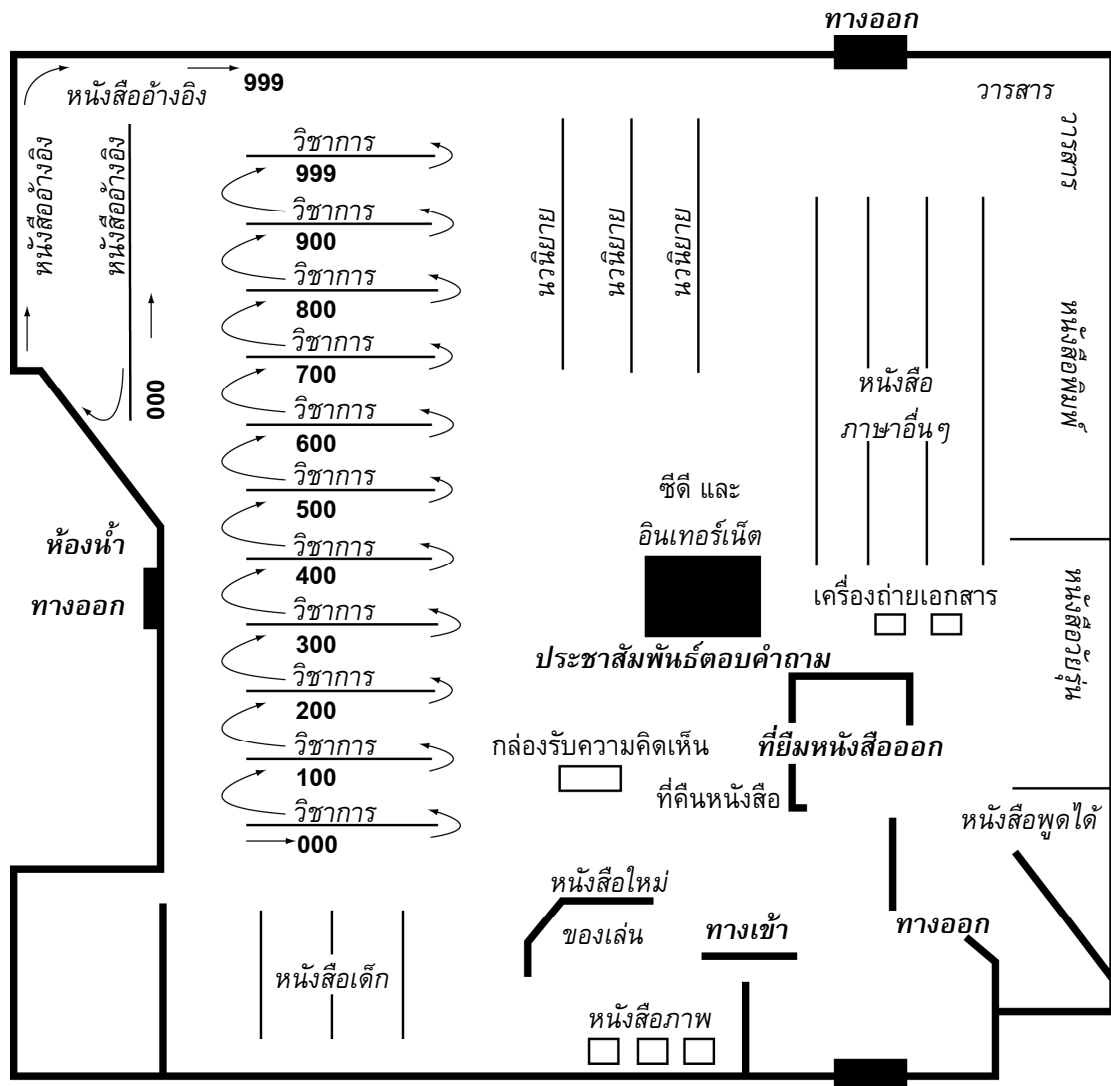 ทางออก
หนังสืออ้างอิง
999
หนังสืออ้างอิง
หนังสืออ้างอิง
000
วิชาการ
999
วิชาการ
900
วิชาการ
800
วิชาการ
700
วิชาการ
600
วิชาการ
500
วิชาการ
400
วิชาการ
300
วิชาการ
200
วิชาการ
100
วิชาการ
000
นวนิยาย
นวนิยาย
นวนิยาย
วารสาร
วารสาร
หนังสือ
ภาษาอื่นๆ
หนังสือพิมพ์
ห้องน้ำ
ทางออก
ซีดี และ
อินเทอร์เน็ต
ประชาสัมพันธ์ตอบคำถาม
เครื่องถ่ายเอกสาร
หนังสือวัยรุ่น
กล่องรับความคิดเห็น
ที่ยืมหนังสือออก
ที่คืนหนังสือ
หนังสือพูดได้
หนังสือใหม่
ของเล่น
ทางเข้า
ทางออก
หนังสือเด็ก
หนังสือภาพ